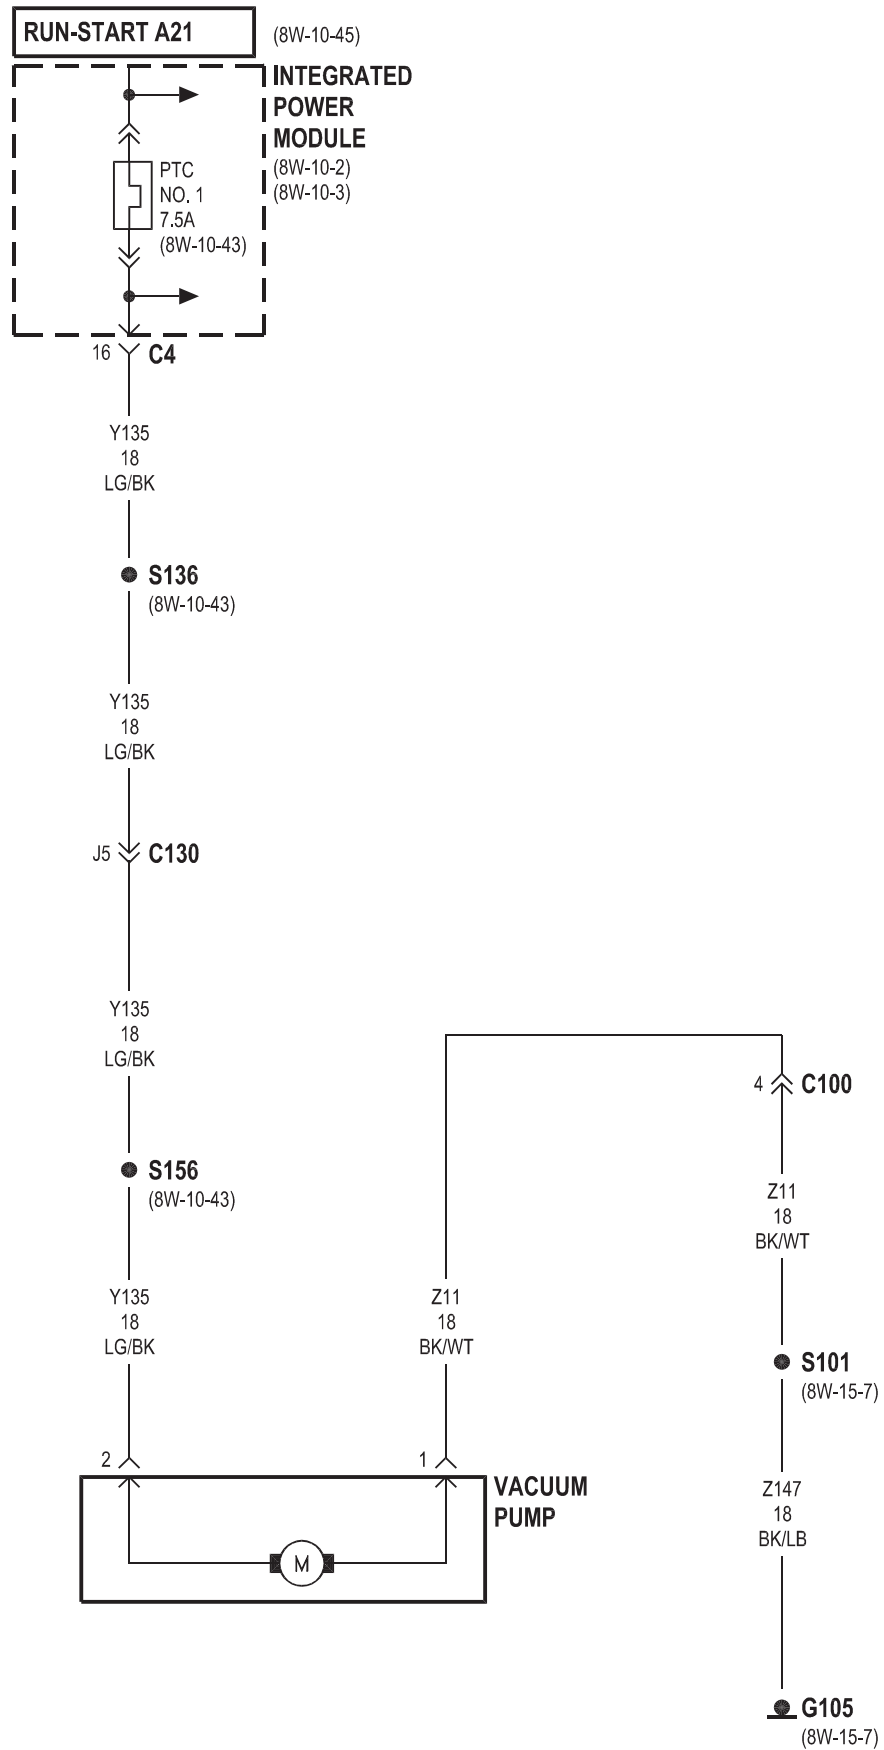 RUN-START A21
(8W-10-45)
INTEGRATED
POWER
MODULE
(8W-10-2)
(8W-10-3)
PTC
NO. 1
7.5A
(8W-10-43)
16 C4
Y135
18
LG/BK
S136
(8W-10-43)
Y135
18
LG/BK
J5 C130
Y135
18
LG/BK
S156
(8W-10-43)
Y135
18
LG/BK
2
Z11
18
BK/WT
1
VACUUM
PUMP
M
4 C100
Z11
18
BK/WT
S101
(8W-15-7)
Z147
18
BK/LB
G105
(8W-15-7)